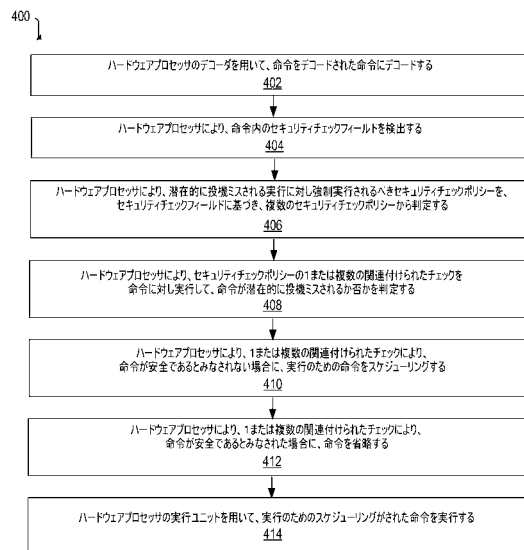 400
ハードウェアプロセッサのデコーダを用いて、命令をデコードされた命令にデコードする
402
ハードウェアプロセッサにより、命令内のセキュリティチェックフィールドを検出する
404
ハードウェアプロセッサにより、潜在的に投機ミスされる実行に対し強制実行されるべきセキュリティチェックポリシーを、
セキュリティチェックフィールドに基づき、複数のセキュリティチェックポリシーから判定する
406
ハードウェアプロセッサにより、セキュリティチェックポリシーの1または複数の関連付けられたチェックを
命令に対し実行して、命令が潜在的に投機ミスされるか否かを判定する
408
ハードウェアプロセッサにより、1または複数の関連付けられたチェックにより、
命令が安全であるとみなされない場合に、実行のための命令をスケジューリングする
410
ハードウェアプロセッサにより、1または複数の関連付けられたチェックにより、
命令が安全であるとみなされた場合に、命令を省略する
412
ハードウェアプロセッサの実行ユニットを用いて、実行のためのスケジューリングがされた命令を実行する
414